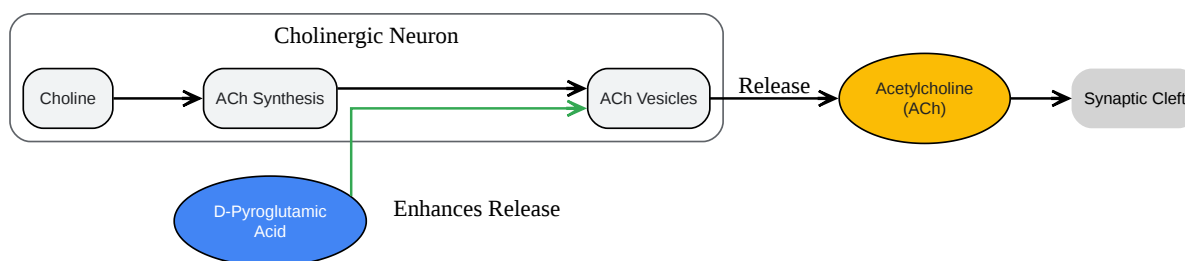 Cholinergic Neuron
Choline
ACh Synthesis
ACh Vesicles
Release
Acetylcholine
(ACh)
Synaptic Cleft
D-Pyroglutamic
Acid
Enhances Release